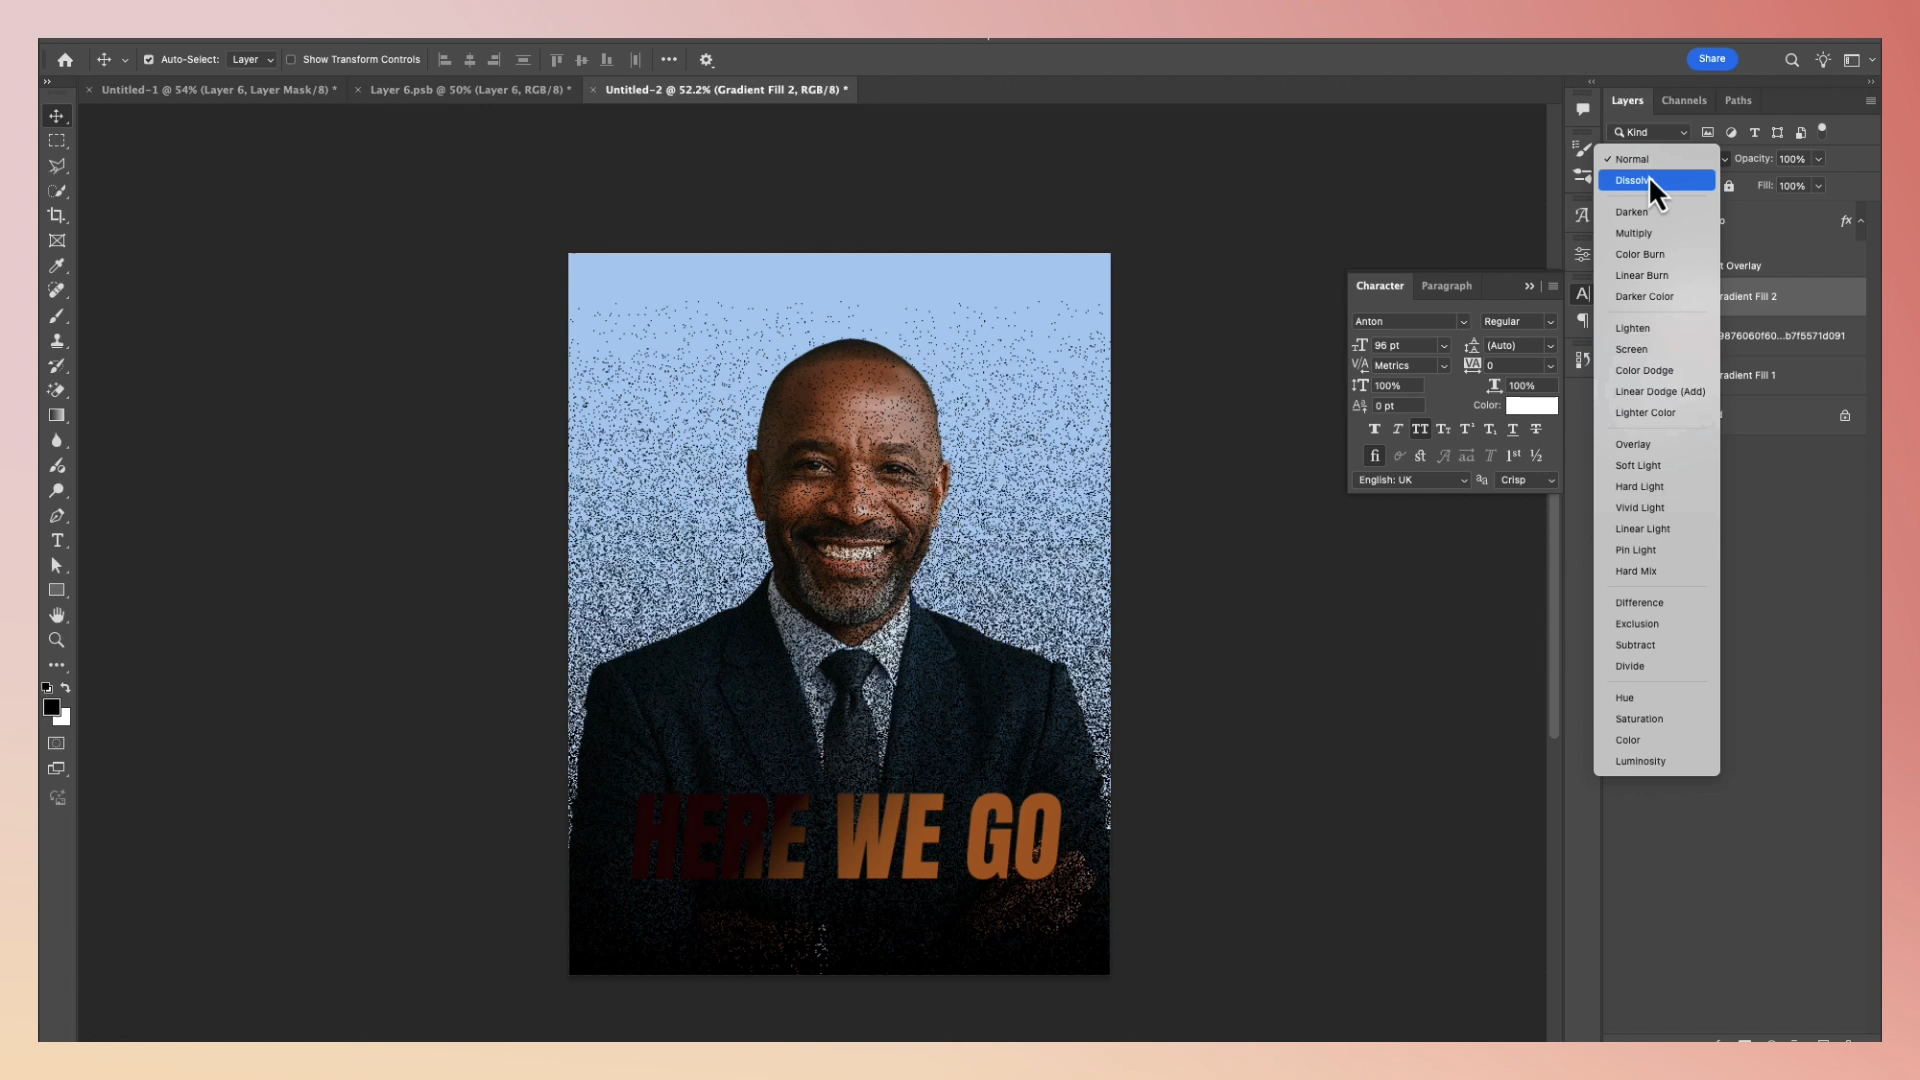 Auto-Select: Layer Show Transform Controls Share
Untitled-1 @ 54% (Layer 6, Layer Mask/8) * Layer 6.psb @ 50% (Layer 6, RGB/8) * Untitled-2 @ 52.2% (Gradient Fill 2, RGB/8) *
Layers Channels Paths
Kind
Opacity: 100%
Fill: 100%
fx
Overlay
radient Fill 2
9876060f60...b7f5571d091
radient Fill 1
Normal
Dissolv
Darken
Multiply
Color Burn
Linear Burn
Darker Color
Lighten
Screen
Color Dodge
Linear Dodge (Add)
Lighter Color
Overlay
Soft Light
Hard Light
Vivid Light
Linear Light
Pin Light
Hard Mix
Difference
Exclusion
Subtract
Divide
Hue
Saturation
Color
Luminosity
Character Paragraph
Anton Regular
96 pt (Auto)
Metrics 0
100% 100%
0 pt Color:
English: UK Crisp
HERE WE GO